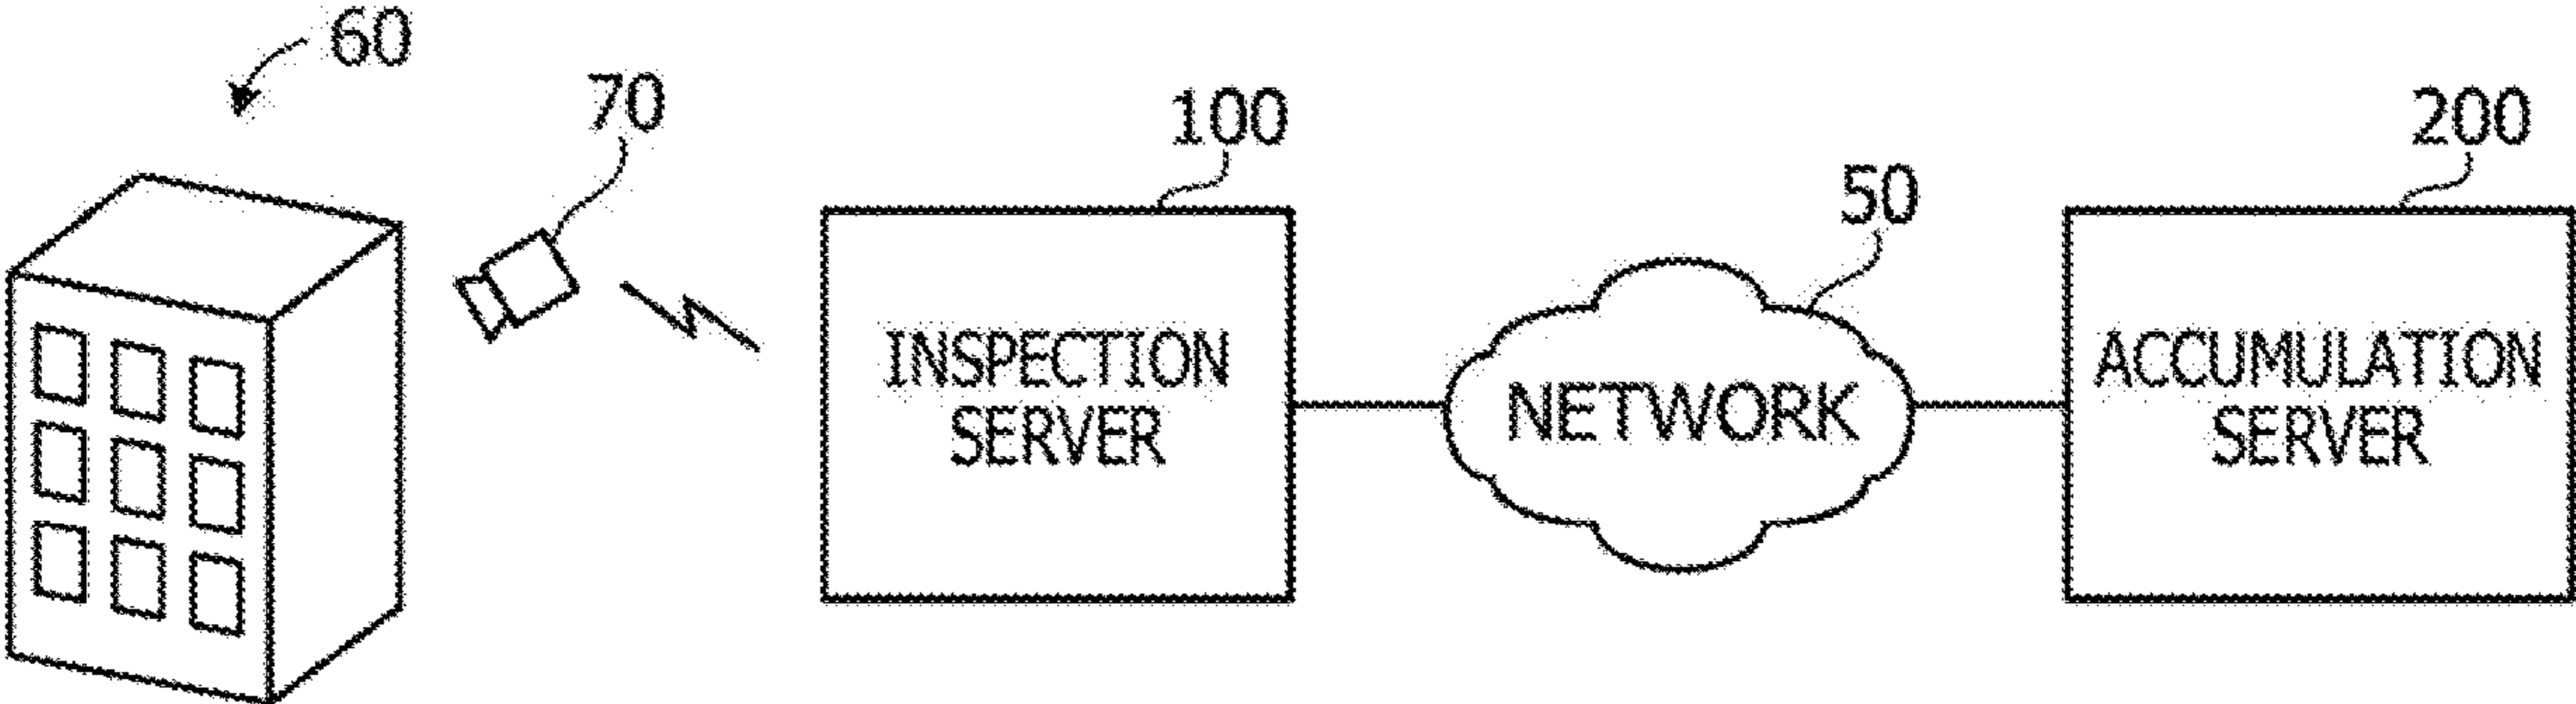 60
70
100
200
50
INSPECTION
SERVER
NETWORK
ACCUMULATION
SERVER